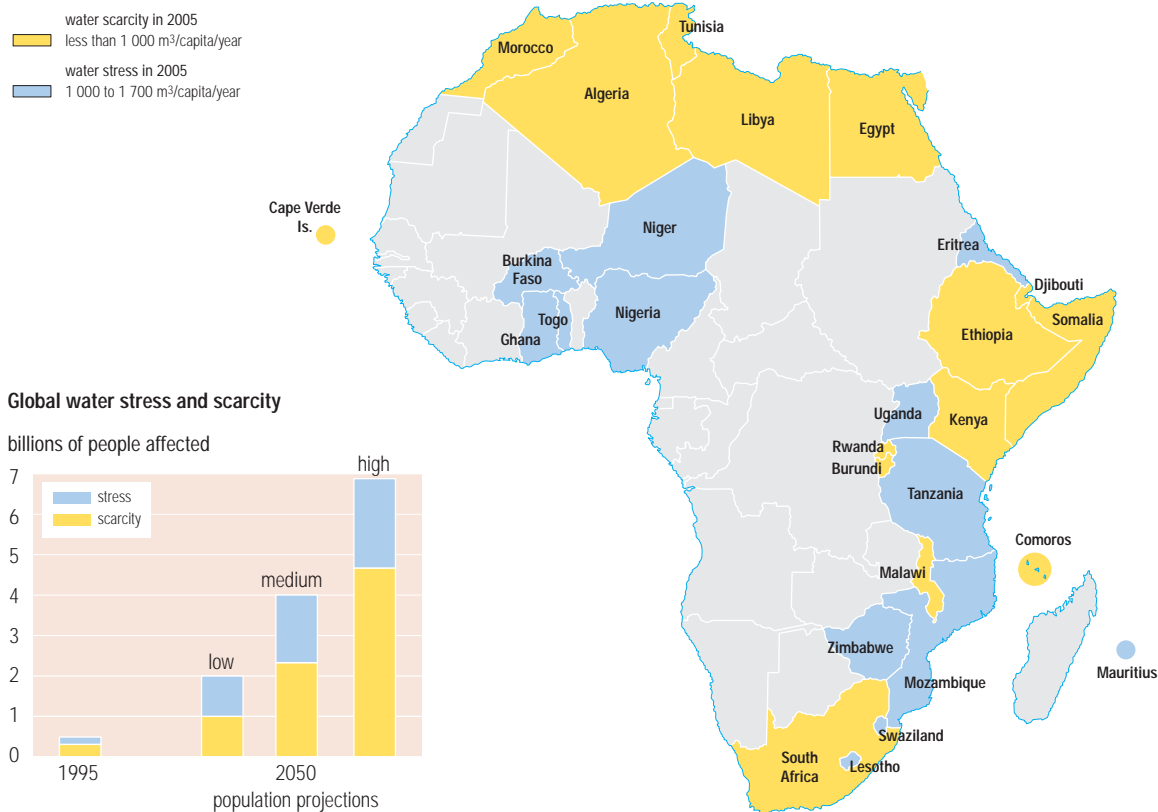 water scarcity in 2005
less than 1 000 m3/capita/year
water stress in 2005
1 000 to 1 700 m3/capita/year
Tunisia
Morocco
Algeria
Libya
Egypt
Cape Verde
Is.
Niger
Eritrea
Burkina
Faso
Djibouti
Togo
Nigeria
Somalia
Ghana
Ethiopia
Uganda
Kenya
Rwanda
Burundi
Tanzania
Comoros
Malawi
Zimbabwe
Mauritius
Mozambique
Swaziland
South
Africa
Lesotho
Global water stress and scarcity
billions of people affected
high
7
stress
6
scarcity
5
medium
4
3
low
2
1
0
1995
2050
population projections